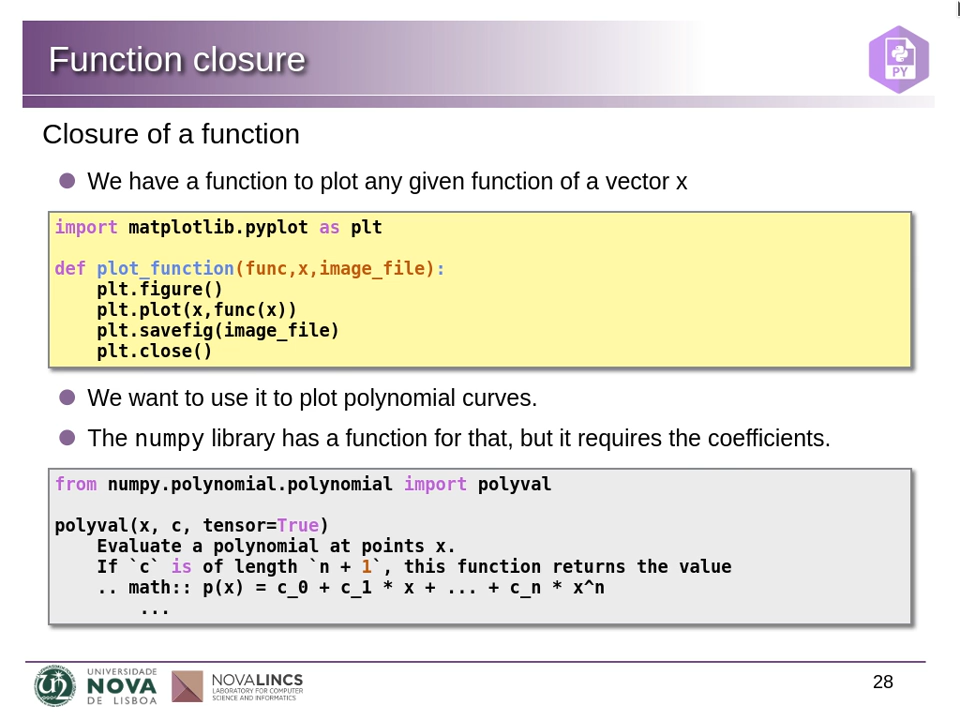 Function closure
PY
Closure of a function
We have a function to plot any given function of a vector x
import matplotlib.pyplot as plt
def plot_function(func,x,image_file):
    plt.figure()
    plt.plot(x,func(x))
    plt.savefig(image_file)
    plt.close()
We want to use it to plot polynomial curves.
The numpy library has a function for that, but it requires the coefficients.
from numpy.polynomial.polynomial import polyval
polyval(x, c, tensor=True)
    Evaluate a polynomial at points x.
    If `c` is of length `n + 1`, this function returns the value
    .. math:: p(x) = c_0 + c_1 * x + ... + c_n * x^n
        ...
UNIVERSIDADE
NOVA
DE LISBOA
NOVALINCS
LABORATORY FOR COMPUTER
SCIENCE AND INFORMATICS
28